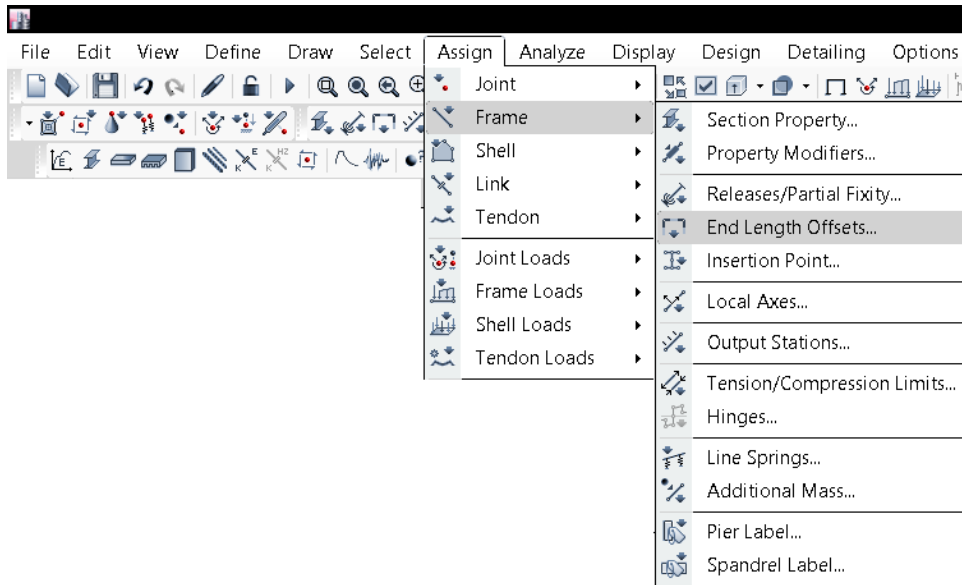 File Edit View Define Draw Select Assign Analyze Display Design Detailing Options
Joint
Frame
Shell
Link
Tendon
Joint Loads
Frame Loads
Shell Loads
Tendon Loads
Section Property...
Property Modifiers...
Releases/Partial Fixity...
End Length Offsets...
Insertion Point...
Local Axes...
Output Stations...
Tension/Compression Limits...
Hinges...
Line Springs...
Additional Mass...
Pier Label...
Spandrel Label...